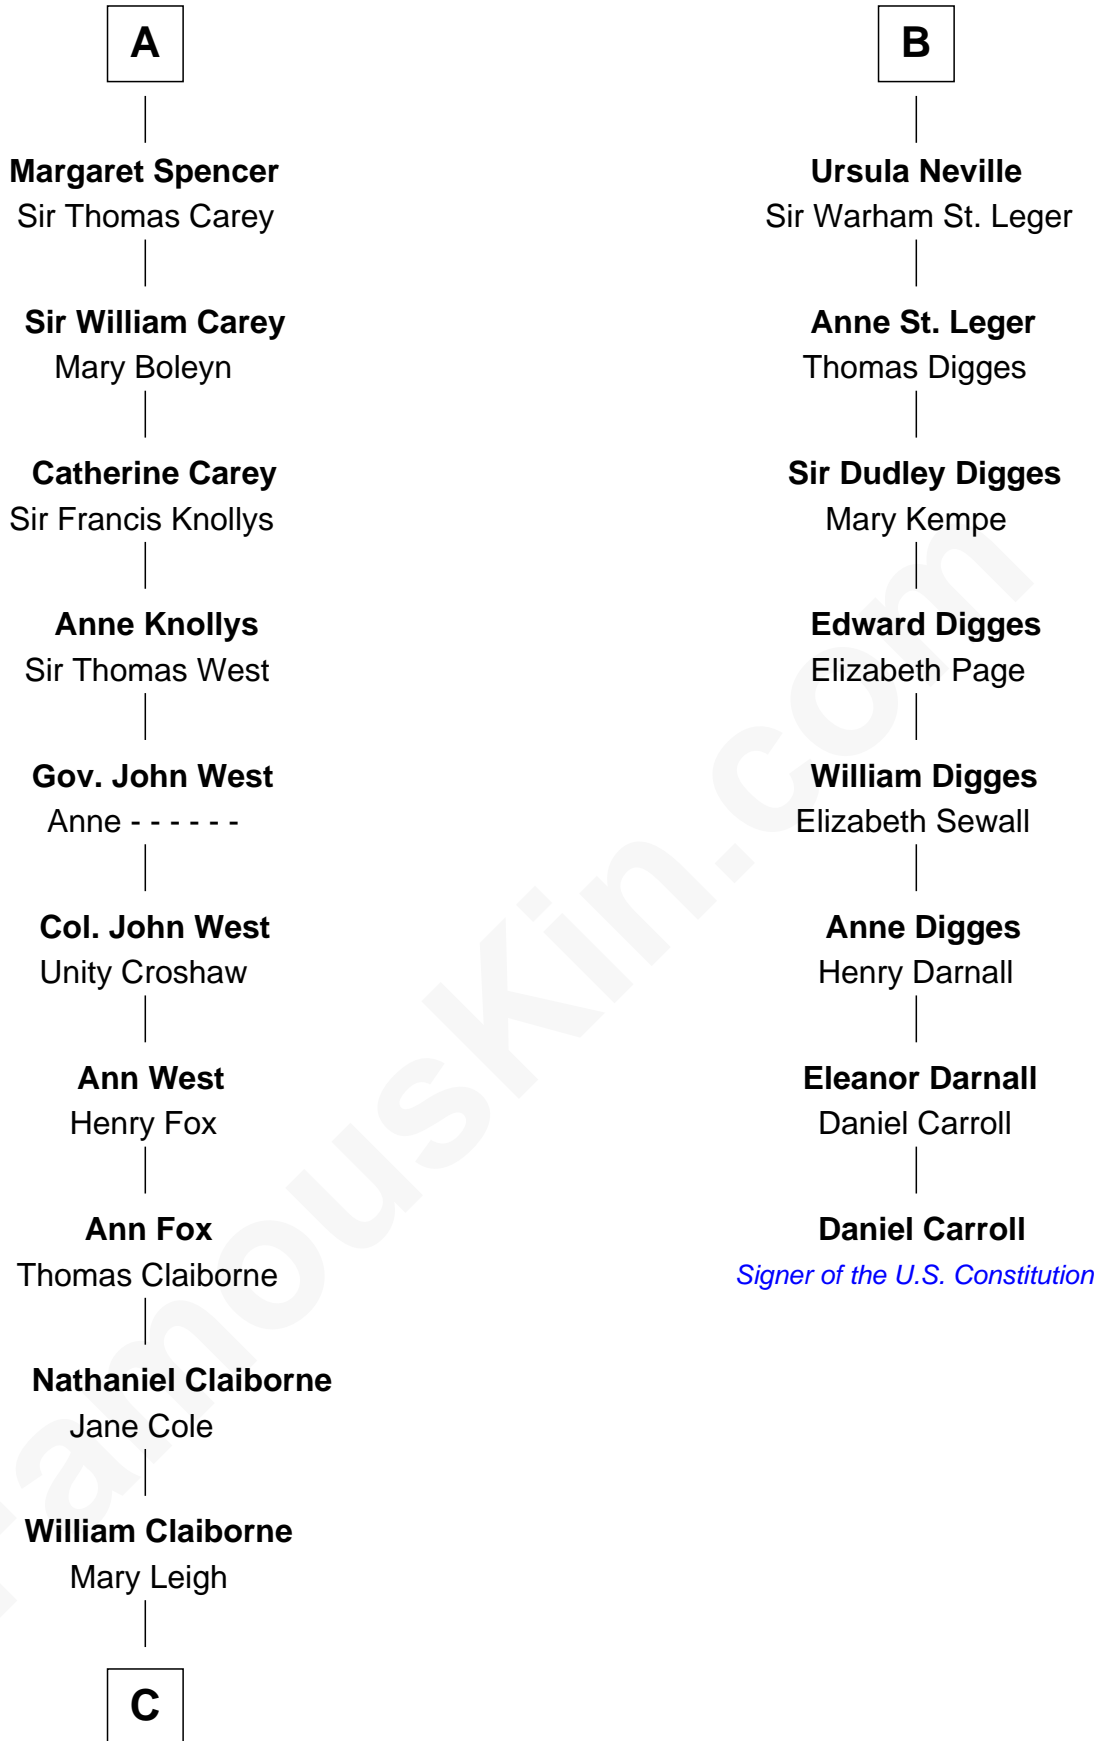 A
Margaret Spencer
Sir Thomas Carey
Sir William Carey
Mary Boleyn
Catherine Carey
Sir Francis Knollys
Anne Knollys
Sir Thomas West
Gov. John West
Anne - - - - - -
Col. John West
Unity Croshaw
Ann West
Henry Fox
Ann Fox
Thomas Claiborne
Nathaniel Claiborne
Jane Cole
William Claiborne
Mary Leigh
C
B
Ursula Neville
Sir Warham St. Leger
Anne St. Leger
Thomas Digges
Sir Dudley Digges
Mary Kempe
Edward Digges
Elizabeth Page
William Digges
Elizabeth Sewall
Anne Digges
Henry Darnall
Eleanor Darnall
Daniel Carroll
Daniel Carroll
Signer of the U.S. Constitution
FamousKin.com